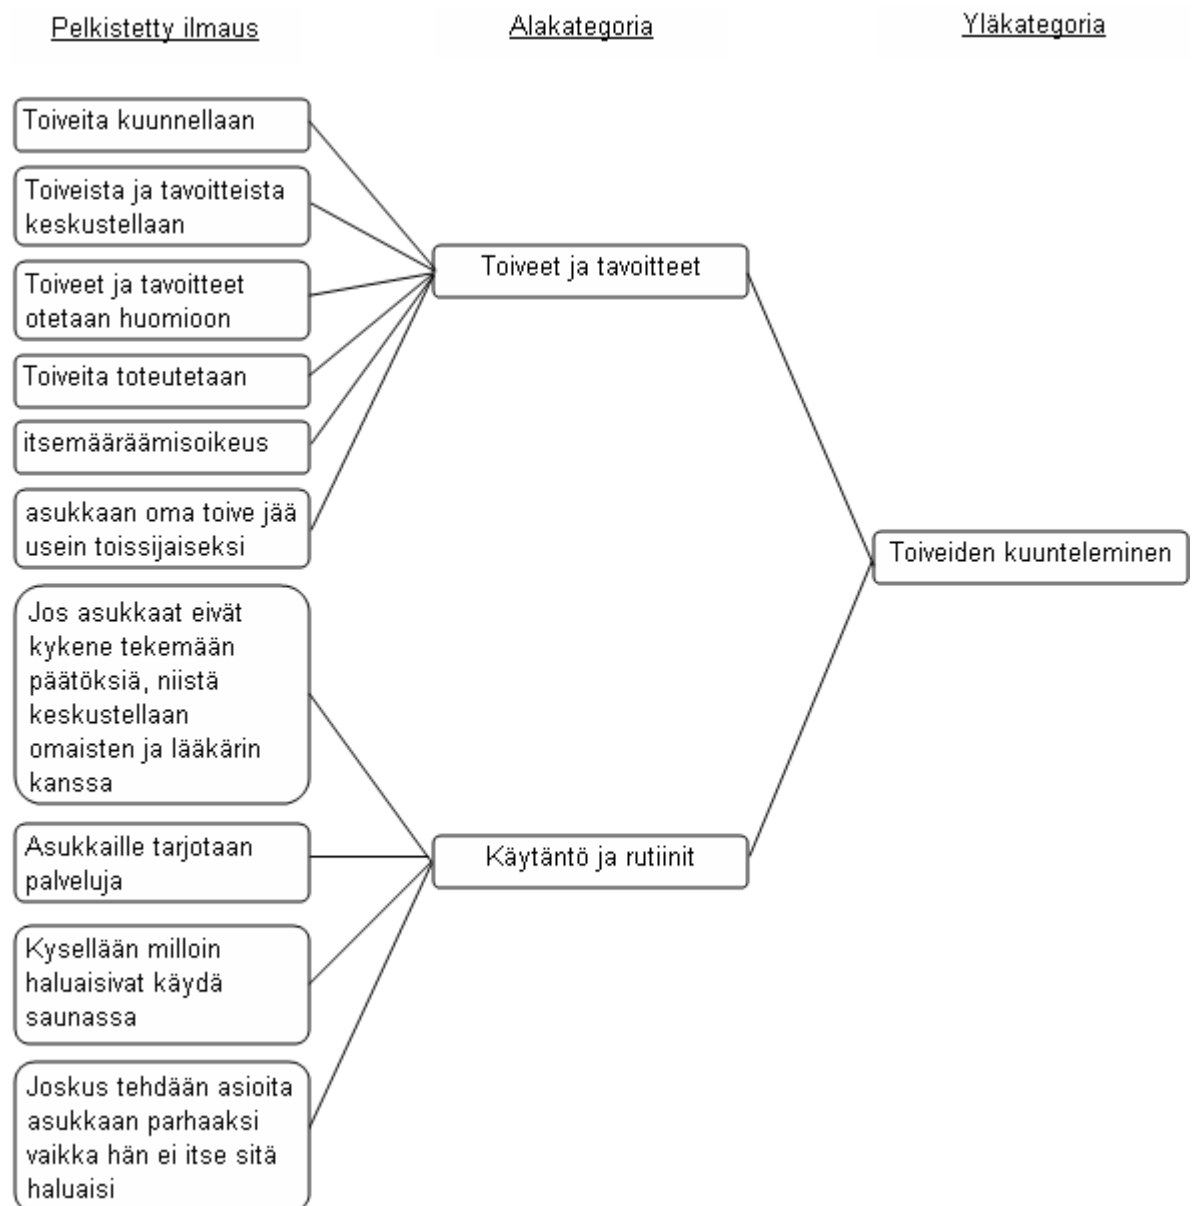 Pelkistetty ilmaus
Alakategoria
Yläkategoria
Toiveita kuunnellaan
Toiveista ja tavoitteista
keskustellaan
Toiveet ja tavoitteet
otetaan huomioon
Toiveita toteutetaan
itsemääräämisoikeus
asukkaan oma toive jää
usein toissijaiseksi
Jos asukkaat eivät
kykene tekemään
päätöksiä, niistä
keskustellaan
omaisten ja lääkärin
kanssa
Asukkaille tarjotaan
palveluja
Kysellään milloin
haluaisivat käydä
saunassa
Joskus tehdään asioita
asukkaan parhaaksi
vaikka hän ei itse sitä
haluaisi
Toiveet ja tavoitteet
Käytäntö ja rutiinit
Toiveiden kuunteleminen